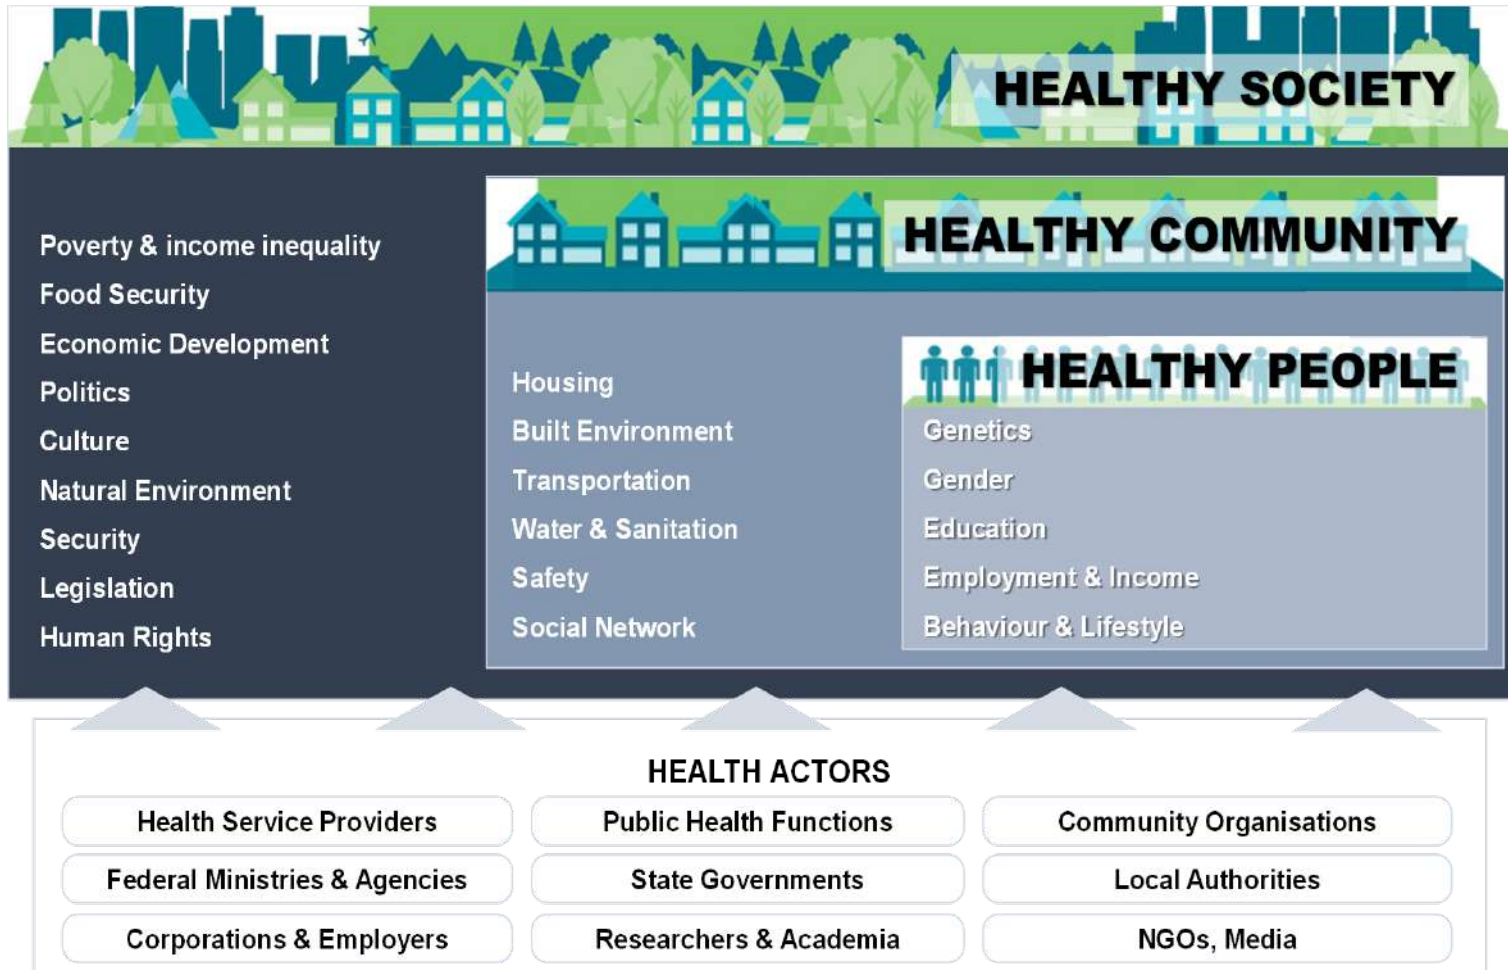 HEALTHY SOCIETY
Poverty & income inequality
Food Security
Economic Development
Politics
Culture
Natural Environment
Security
Legislation
Human Rights
HEALTHY COMMUNITY
Housing
Built Environment
Transportation
Water & Sanitation
Safety
Social Network
HEALTHY PEOPLE
Genetics
Gender
Education
Employment & Income
Behaviour & Lifestyle
HEALTH ACTORS
Health Service Providers
Public Health Functions
Community Organisations
Federal Ministries & Agencies
State Governments
Local Authorities
Corporations & Employers
Researchers & Academia
NGOs, Media